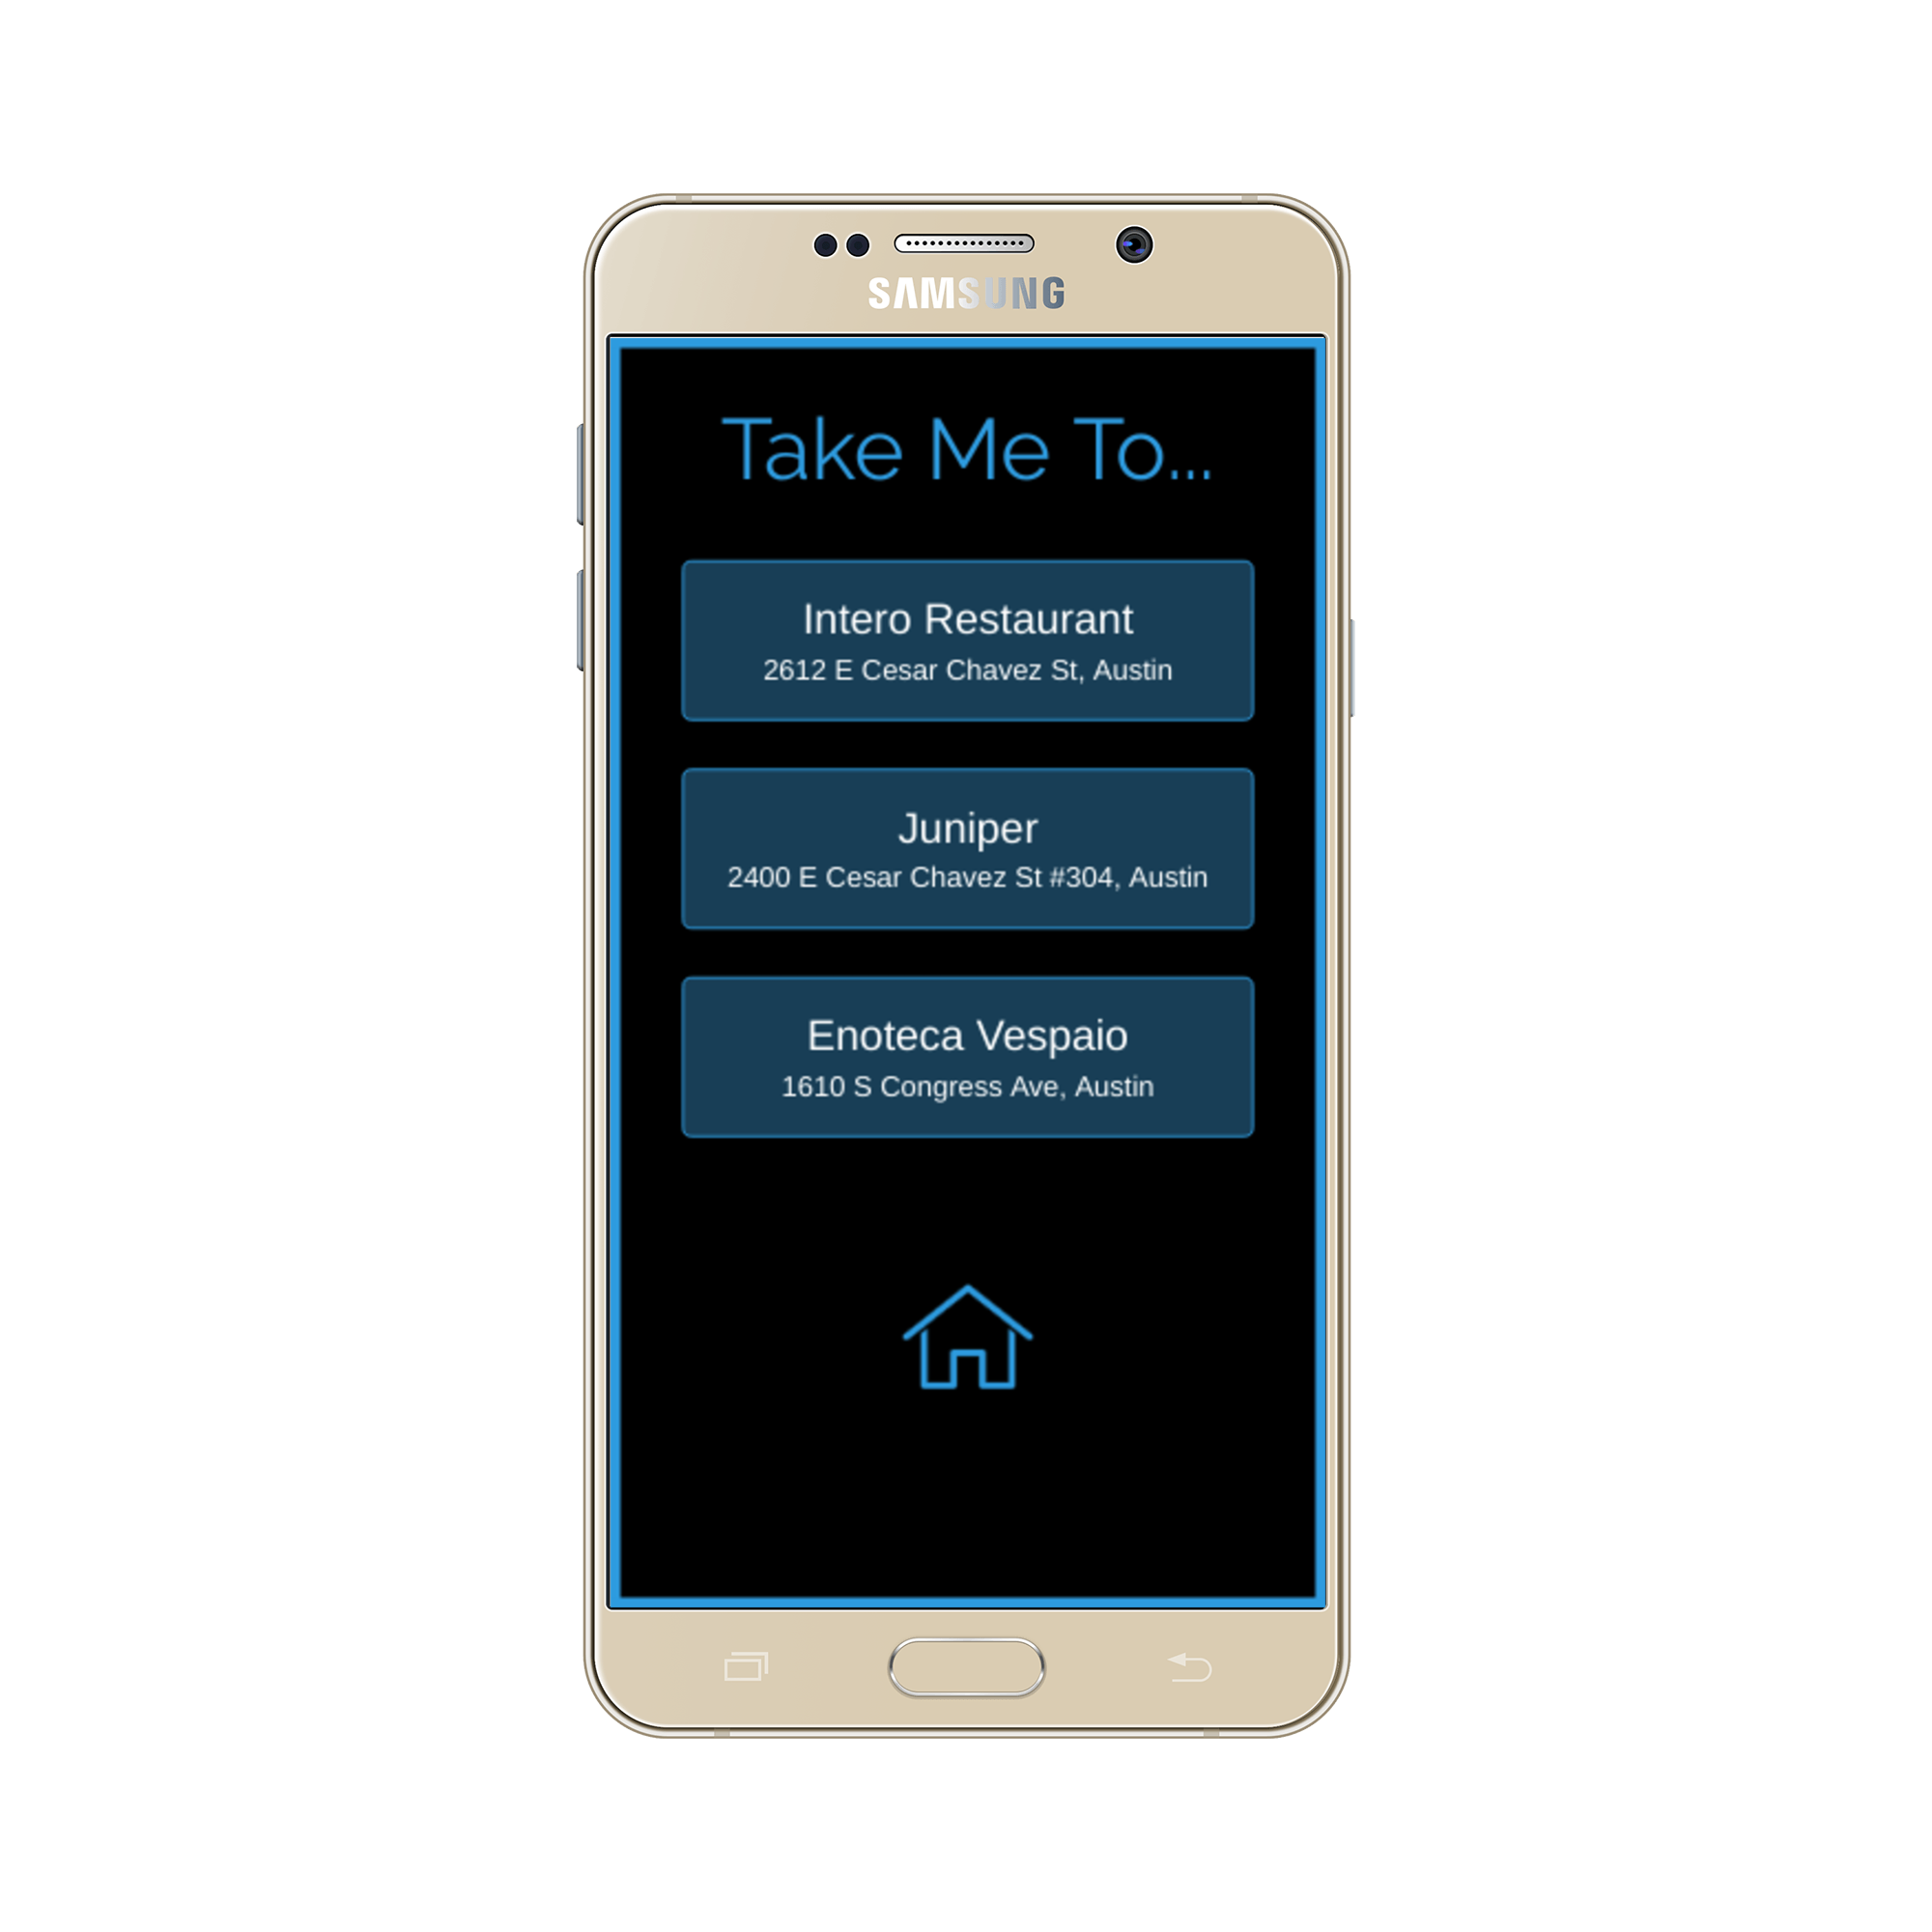 SAMSUNG
Take Me To...
Intero Restaurant
2612 E Cesar Chavez St, Austin
Juniper
2400 E Cesar Chavez St #304, Austin
Enoteca Vespaio
1610 S Congress Ave, Austin